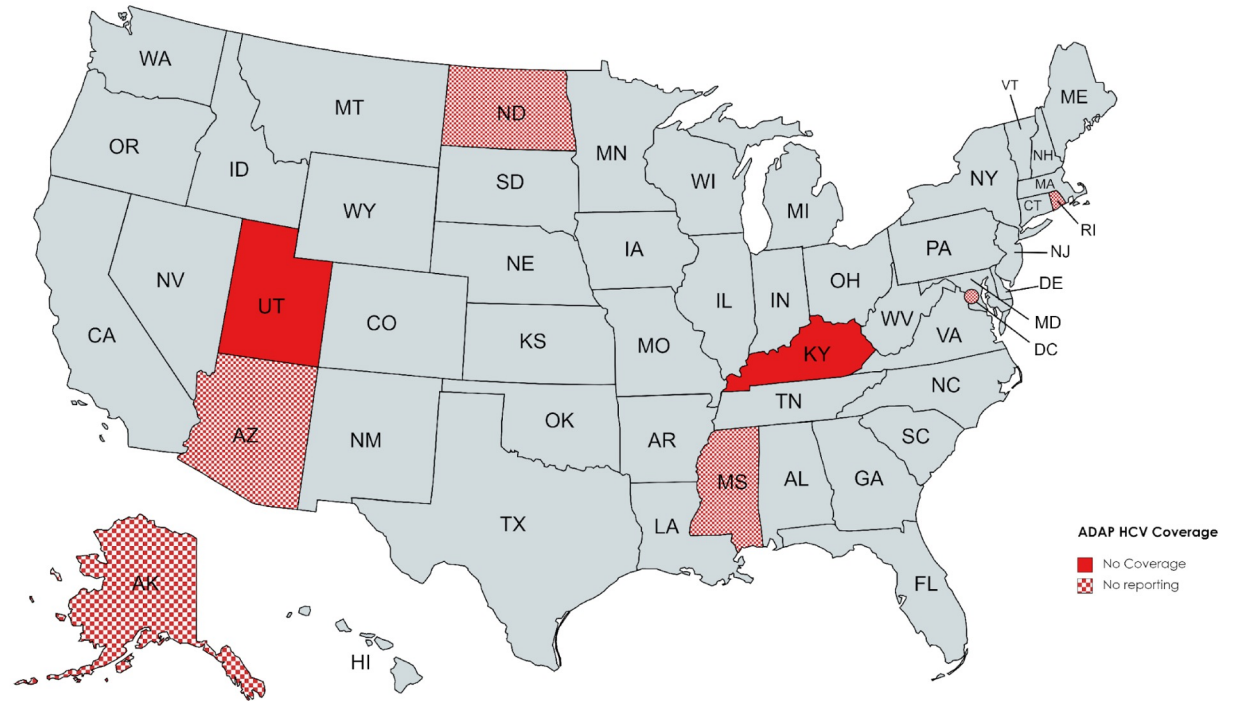 WA
OR
CA
NV
ID
MT
WY
UT
AZ
CO
NM
ND
SD
NE
KS
OK
TX
MN
IA
MO
AR
LA
WI
IL
MI
IN
OH
KY
TN
MS
AL
GA
FL
SC
NC
VA
WV
PA
NY
VT
NH
ME
MA
CT
RI
NJ
DE
MD
DC
AK
HI
ADAP HCV Coverage
No Coverage
No reporting